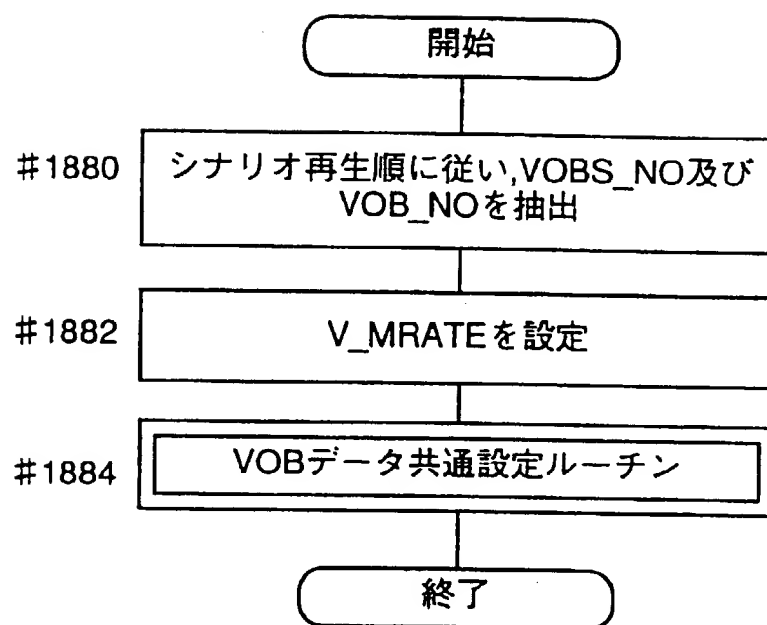 開始
#1880
シナリオ再生順に従い,VOBS_NO及び
VOB_NOを抽出
#1882
V_MRATEを設定
#1884
VOBデータ共通設定ルーチン
終了